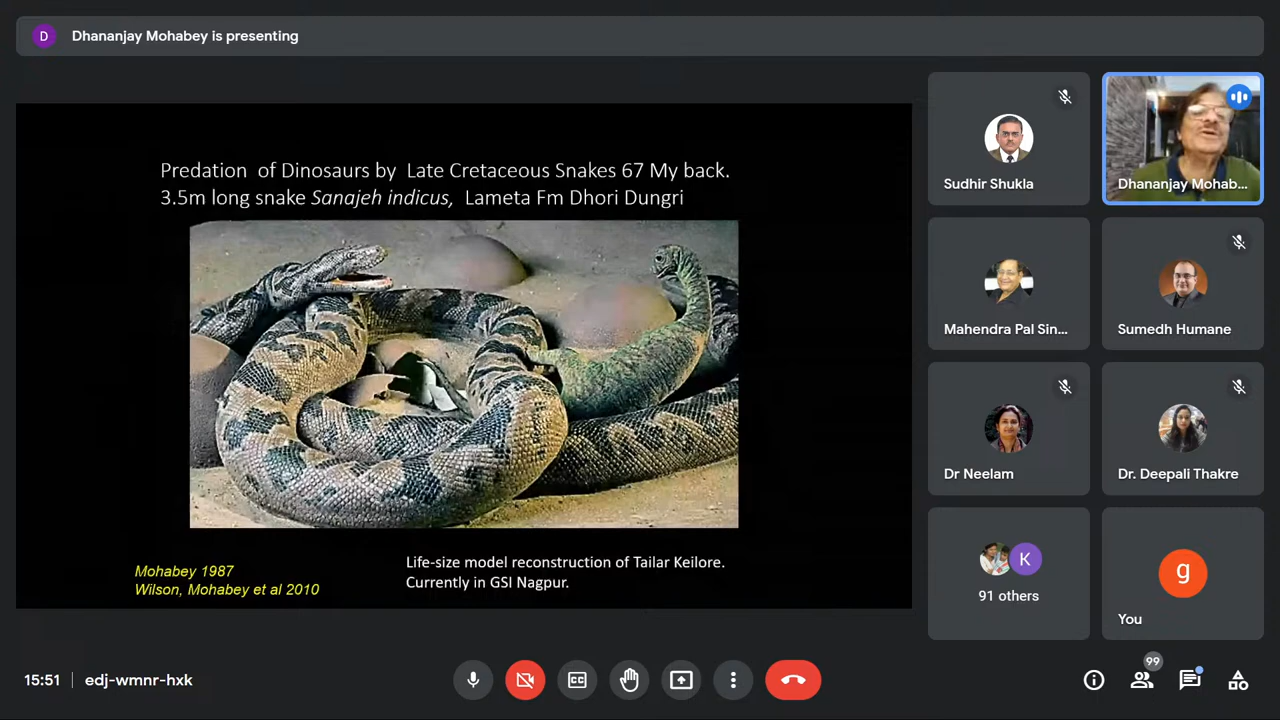 D
Dhananjay Mohabey is presenting
Predation of Dinosaurs by Late Cretaceous Snakes 67 My back.
3.5m long snake Sanajeh indicus, Lameta Fm Dhori Dungri
Mohabey 1987
Wilson, Mohabey et al 2010
Life-size model reconstruction of Tailar Keilore.
Currently in GSI Nagpur.
Sudhir Shukla
Dhananjay Mohab...
Mahendra Pal Sin...
Sumedh Humane
Dr Neelam
Dr. Deepali Thakre
K
91 others
g
You
15:51 | edj-wmnr-hxk
CC
99